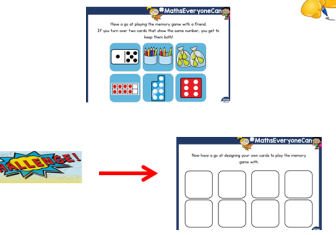 #MathsEveryoneCan
Have a go at playing the memory game with a friend.
If you turn over two cards that show the same number, you get to
keep them both!
CHALLENGE!
#MathsEveryoneCan
Now have a go at designing your own cards to play the memory
game with.